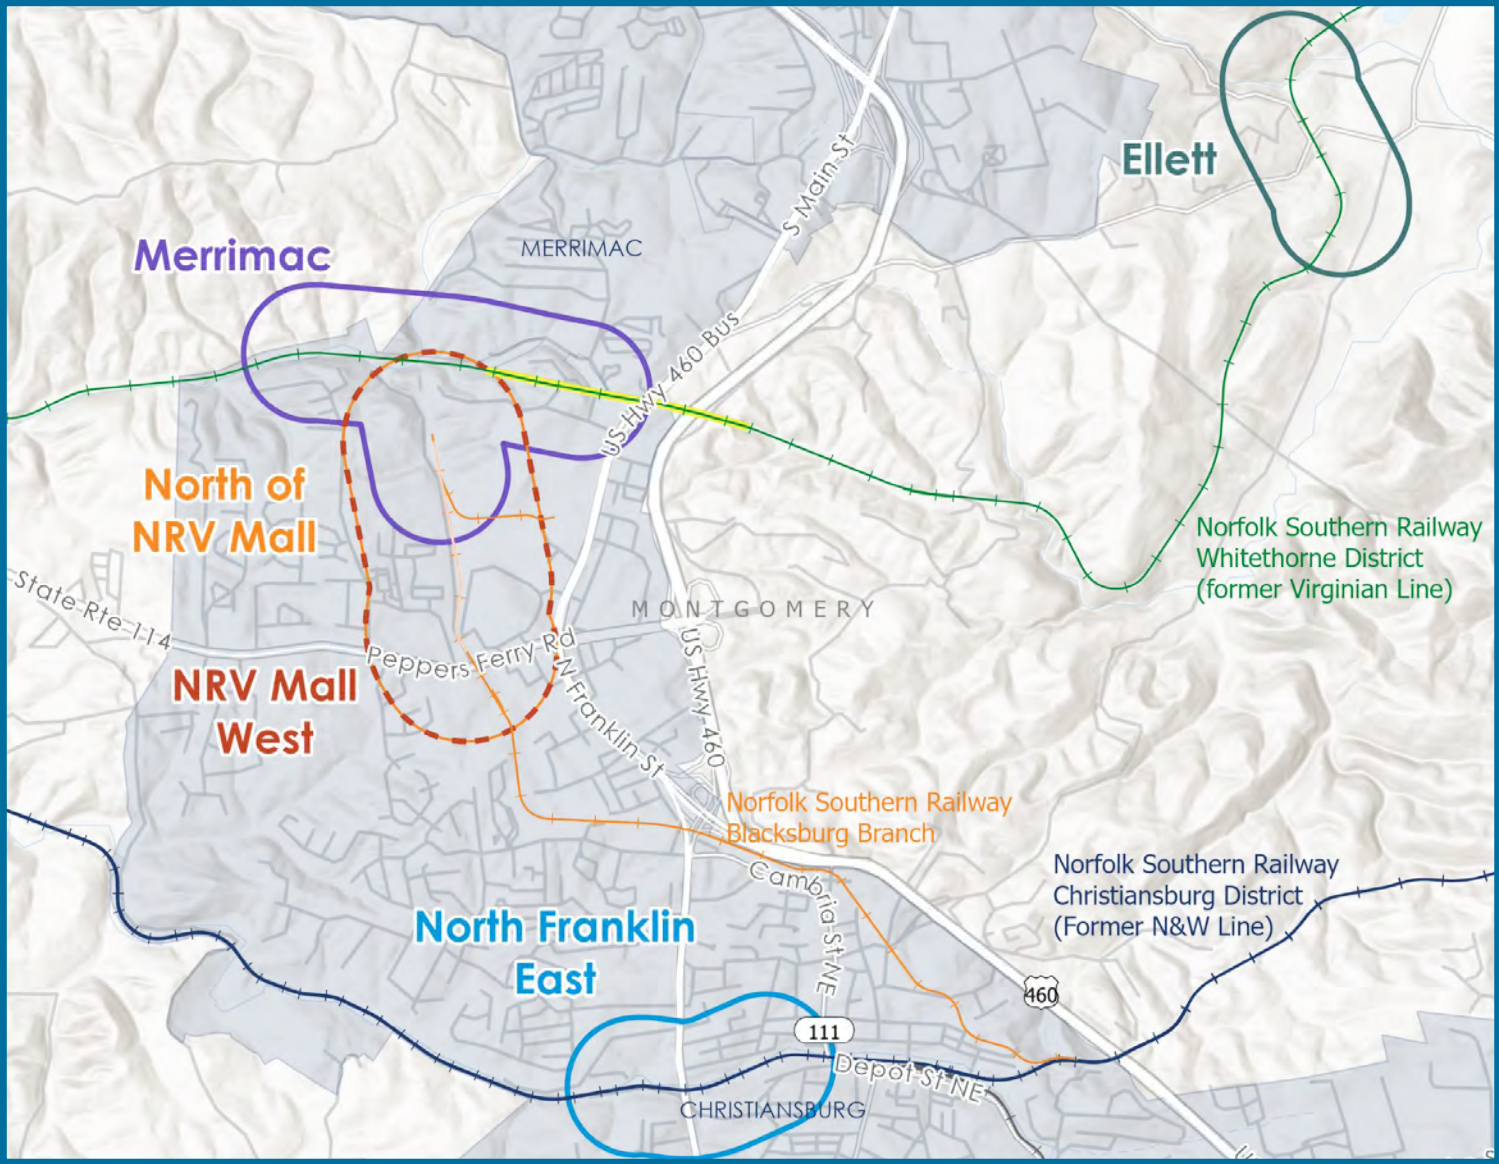 S Main St
Ellett
Merrimac
MERRIMAC
US Hwy 460 Bus
North of
NRV Mall
Norfolk Southern Railway
Whitethorne District
(former Virginian Line)
State Rte 114
MONTGOMERY
Peppers Ferry Rd
US Hwy 460
NRV Mall
West
N Franklin St
Norfolk Southern Railway
Blacksburg Branch
Norfolk Southern Railway
Christiansburg District
(Former N&W Line)
Cambria St NE
North Franklin
East
460
111
Depot St NE
CHRISTIANSBURG